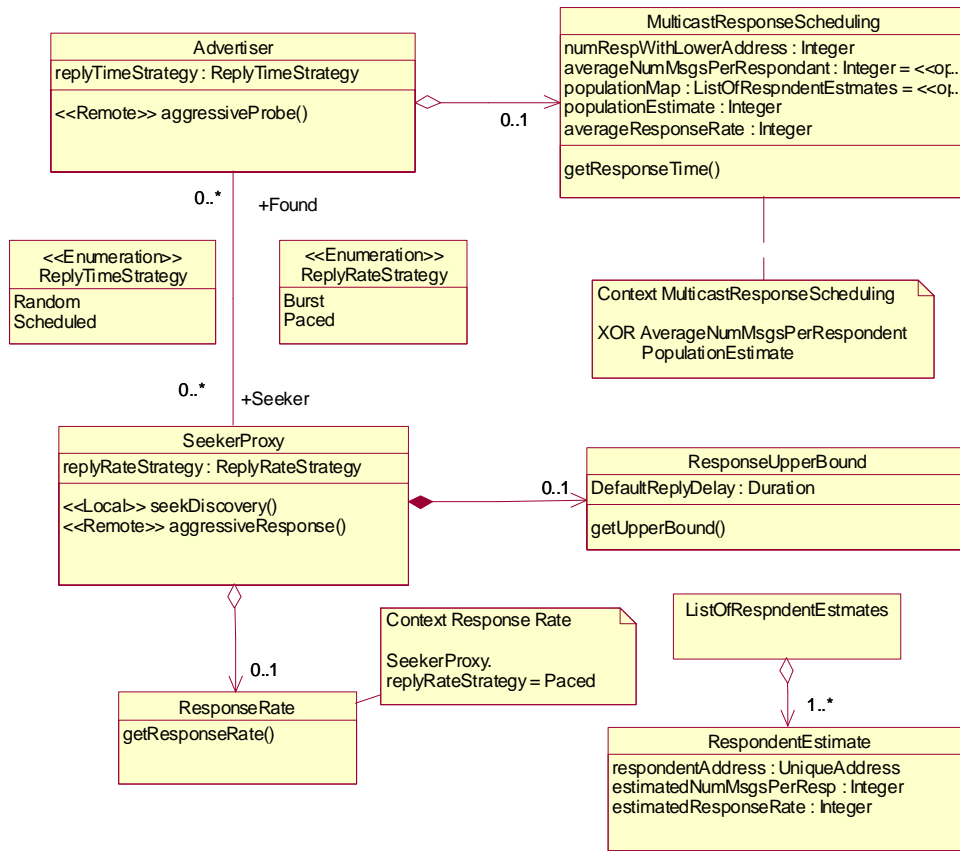 Advertiser
replyTimeStrategy : ReplyTimeStrategy
<<Remote>> aggressiveProbe()
MulticastResponseScheduling
numRespWithLowerAddress : Integer
averageNumMsgsPerRespondant : Integer = <<op...
populationMap : ListOfRespndentEstmates = <<op...
populationEstimate : Integer
averageResponseRate : Integer
getResponseTime()
0..1
0..*
+Found
<<Enumeration>>
ReplyTimeStrategy
Random
Scheduled
<<Enumeration>>
ReplyRateStrategy
Burst
Paced
Context MulticastResponseScheduling
XOR AverageNumMsgsPerRespondent
PopulationEstimate
0..*
+Seeker
SeekerProxy
replyRateStrategy : ReplyRateStrategy
<<Local>> seekDiscovery()
<<Remote>> aggressiveResponse()
0..1
ResponseUpperBound
DefaultReplyDelay : Duration
getUpperBound()
0..1
Context Response Rate
SeekerProxy.
replyRateStrategy = Paced
ResponseRate
getResponseRate()
ListOfRespndentEstmates
1..*
RespondentEstimate
respondentAddress : UniqueAddress
estimatedNumMsgsPerResp : Integer
estimatedResponseRate : Integer